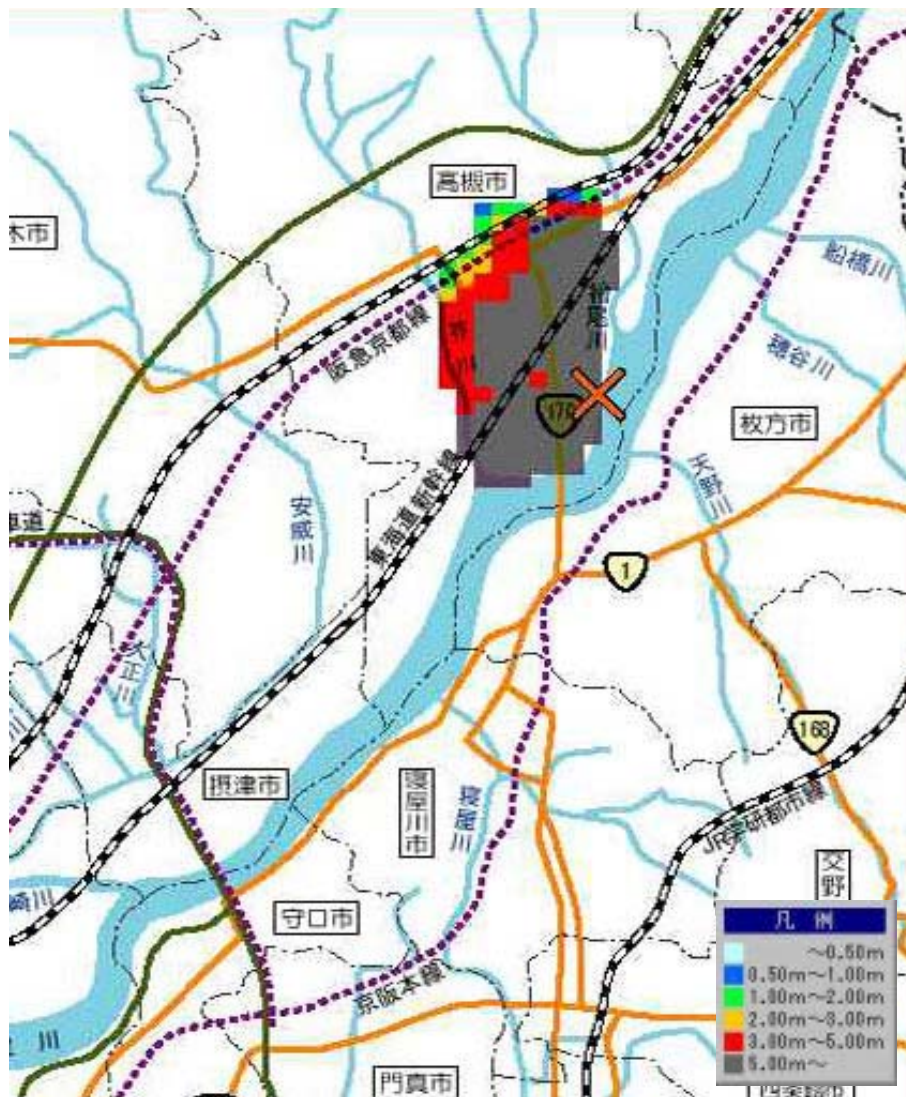 高槻市
木市
船橋川
檜尾川
芥川
穂谷川
阪急京都線
170
枚方市
天野川
東海道新幹線
安威川
車道
1
大正川
168
摂津市
寝屋川市
寝屋川
JR学研都市線
交野
崎川
守口市
凡 例
～0.50m
0.50m～1.00m
1.00m～2.00m
2.00m～3.00m
3.00m～5.00m
5.00m～
京阪本線
川
門真市